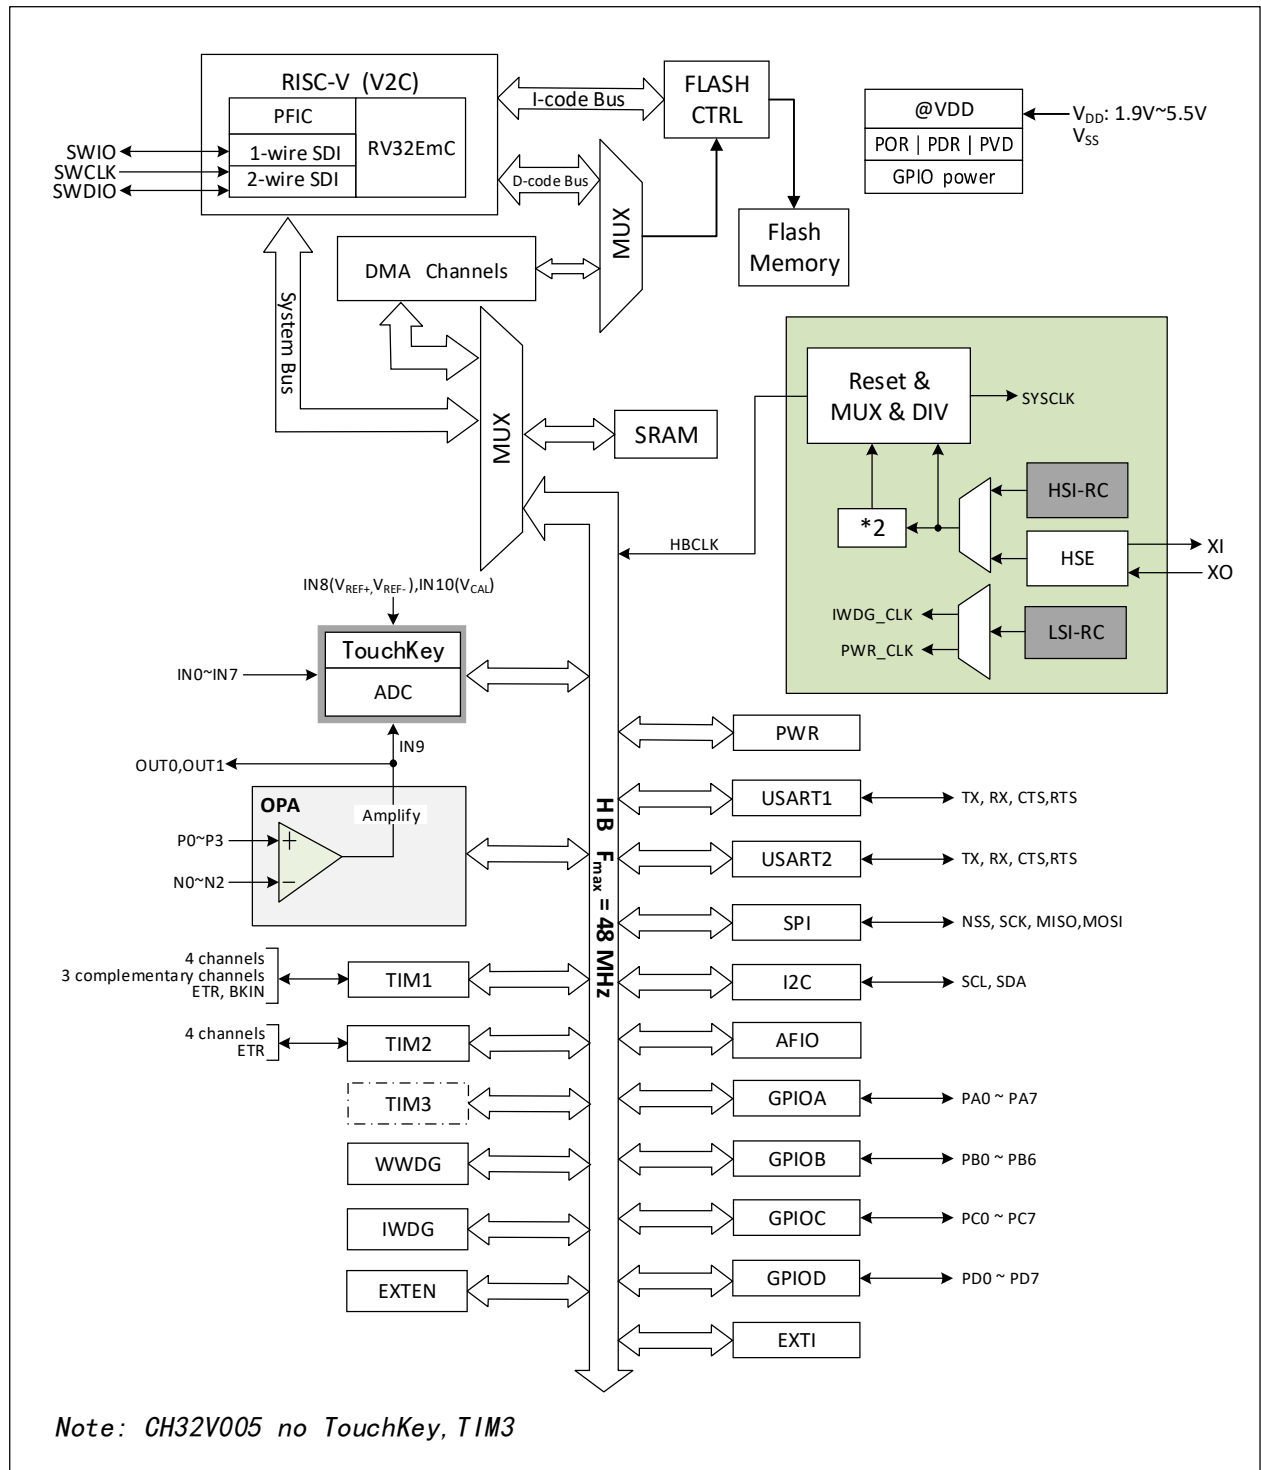 RISC-V (V2C)
PFIC
1-wire SDI
2-wire SDI
RV32EmC
SWIO
SWCLK
SWDIO
I-code Bus
D-code Bus
FLASH
CTRL
@VDD
POR | PDR | PVD
GPIO power
VDD: 1.9V~5.5V
VSS
MUX
Flash
Memory
DMA Channels
System Bus
MUX
SRAM
Reset &
MUX & DIV
SYSCLK
HSI-RC
*2
HBCLK
HSE
XI
XO
IWDG_CLK
PWR_CLK
LSI-RC
IN8(VREF+,VREF-),IN10(VCAL)
TouchKey
ADC
IN0~IN7
IN9
OUT0,OUT1
OPA
Amplify
P0~P3
+
N0~N2
−
HB Fmax = 48 MHz
PWR
USART1
TX, RX, CTS,RTS
USART2
TX, RX, CTS,RTS
SPI
NSS, SCK, MISO,MOSI
4 channels
3 complementary channels
ETR, BKIN
TIM1
I2C
SCL, SDA
4 channels
ETR
TIM2
AFIO
TIM3
GPIOA
PA0 ~ PA7
WWDG
GPIOB
PB0 ~ PB6
IWDG
GPIOC
PC0 ~ PC7
EXTEN
GPIOD
PD0 ~ PD7
EXTI
Note: CH32V005 no TouchKey, TIM3